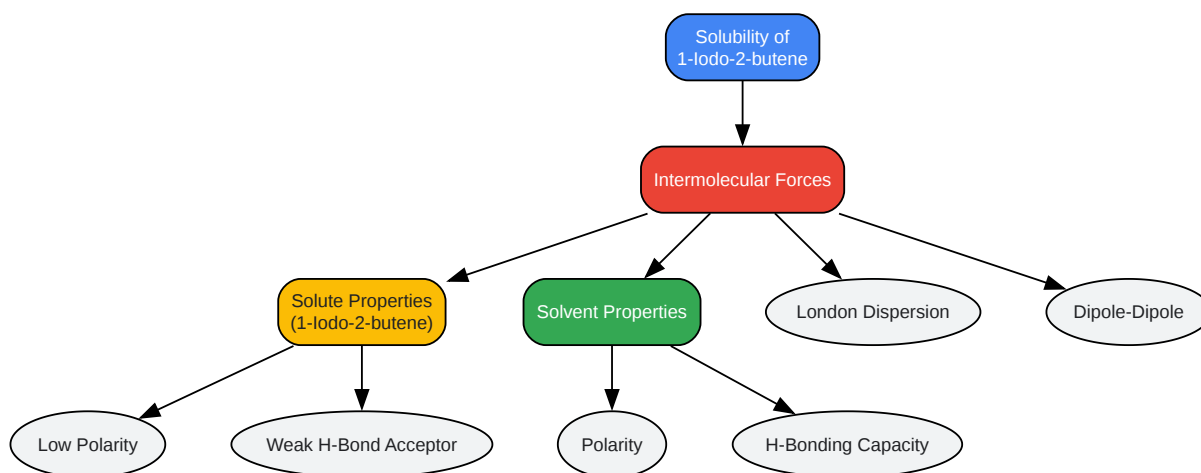 Solubility of
1-Iodo-2-butene
Intermolecular Forces
Solute Properties
(1-Iodo-2-butene)
Solvent Properties
London Dispersion
Dipole-Dipole
Low Polarity
Weak H-Bond Acceptor
Polarity
H-Bonding Capacity